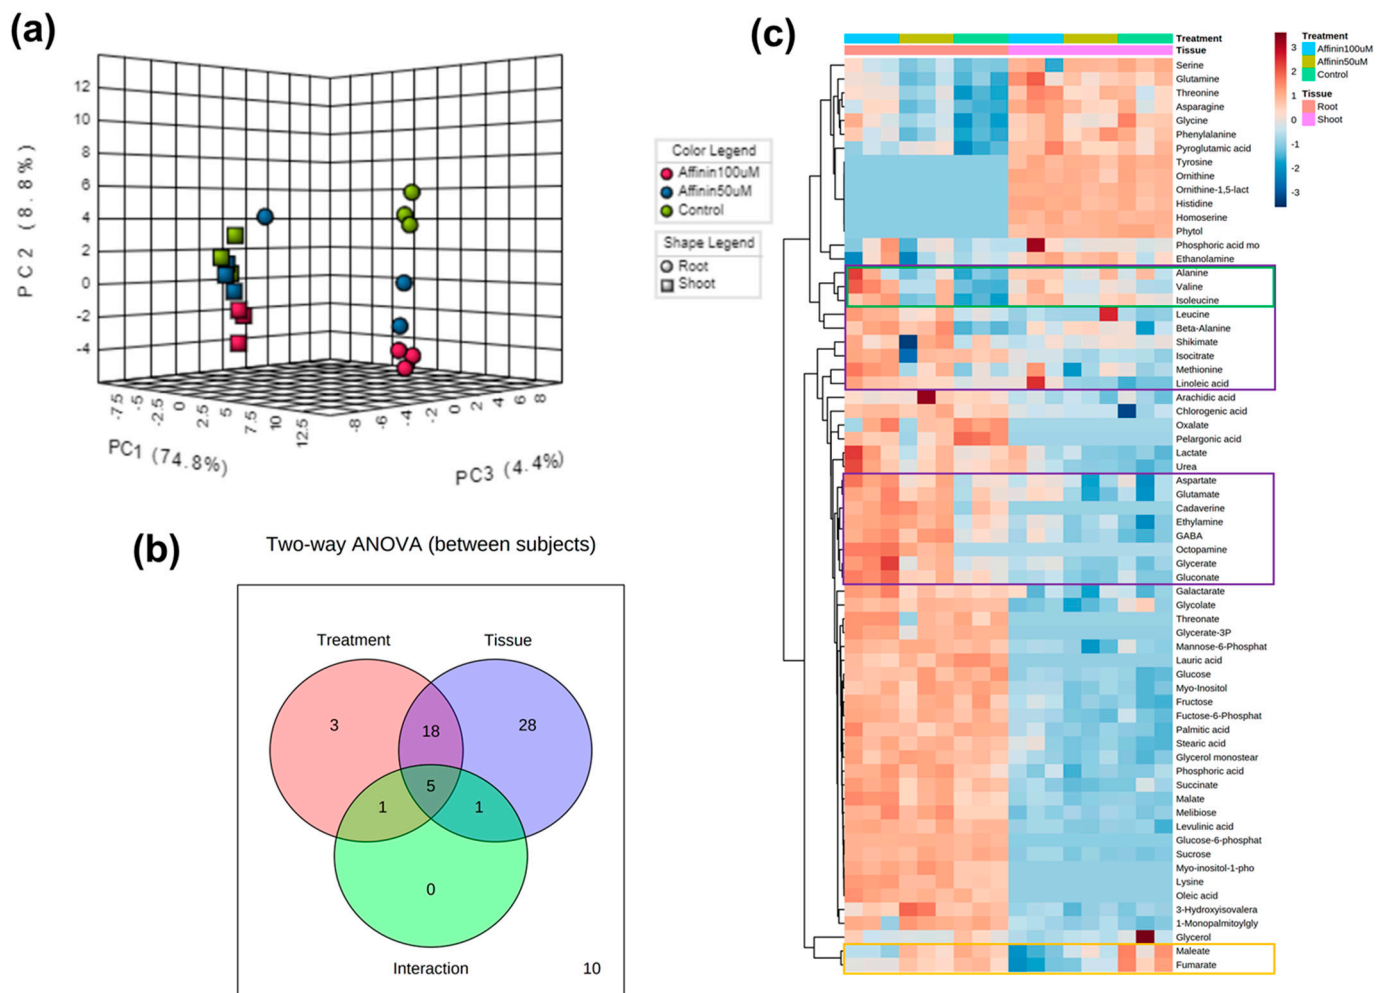 (a)
12
10
8
6
4
2
0
-2
-4
PC2 (8.8%)
-7.5
-5
-2.5
0
2.5
5
7.5
10
12.5
PC1 (74.8%)
-8
-6
-4
-2
0
2
4
6
8
PC3 (4.4%)
Color Legend
Affinin100uM
Affinin50uM
Control
Shape Legend
Root
Shoot
(b)
Two-way ANOVA (between subjects)
Treatment
Tissue
3
18
28
5
1
1
0
Interaction
10
(c)
Treatment
Tissue
Serine
Glutamine
Threonine
Asparagine
Glycine
Phenylalanine
Pyroglutamic acid
Tyrosine
Ornithine
Ornithine-1,5-lact
Histidine
Homoserine
Phytol
Phosphoric acid mo
Ethanolamine
Alanine
Valine
Isoleucine
Leucine
Beta-Alanine
Shikimate
Isocitrate
Methionine
Linoleic acid
Arachidic acid
Chlorogenic acid
Oxalate
Pelargonic acid
Lactate
Urea
Aspartate
Glutamate
Cadaverine
Ethylamine
GABA
Octopamine
Glycerate
Gluconate
Galactarate
Glycolate
Threonate
Glycerate-3P
Mannose-6-Phosphat
Lauric acid
Glucose
Myo-Inositol
Fructose
Fuctose-6-Phosphat
Palmitic acid
Stearic acid
Glycerol monostear
Phosphoric acid
Succinate
Malate
Melibiose
Levulinic acid
Glucose-6-phosphat
Sucrose
Myo-inositol-1-pho
Lysine
Oleic acid
3-Hydroxyisovalera
1-Monopalmitoylgly
Glycerol
Maleate
Fumarate
3
2
1
0
-1
-2
-3
Treatment
Affinin100uM
Affinin50uM
Control
Tissue
Root
Shoot